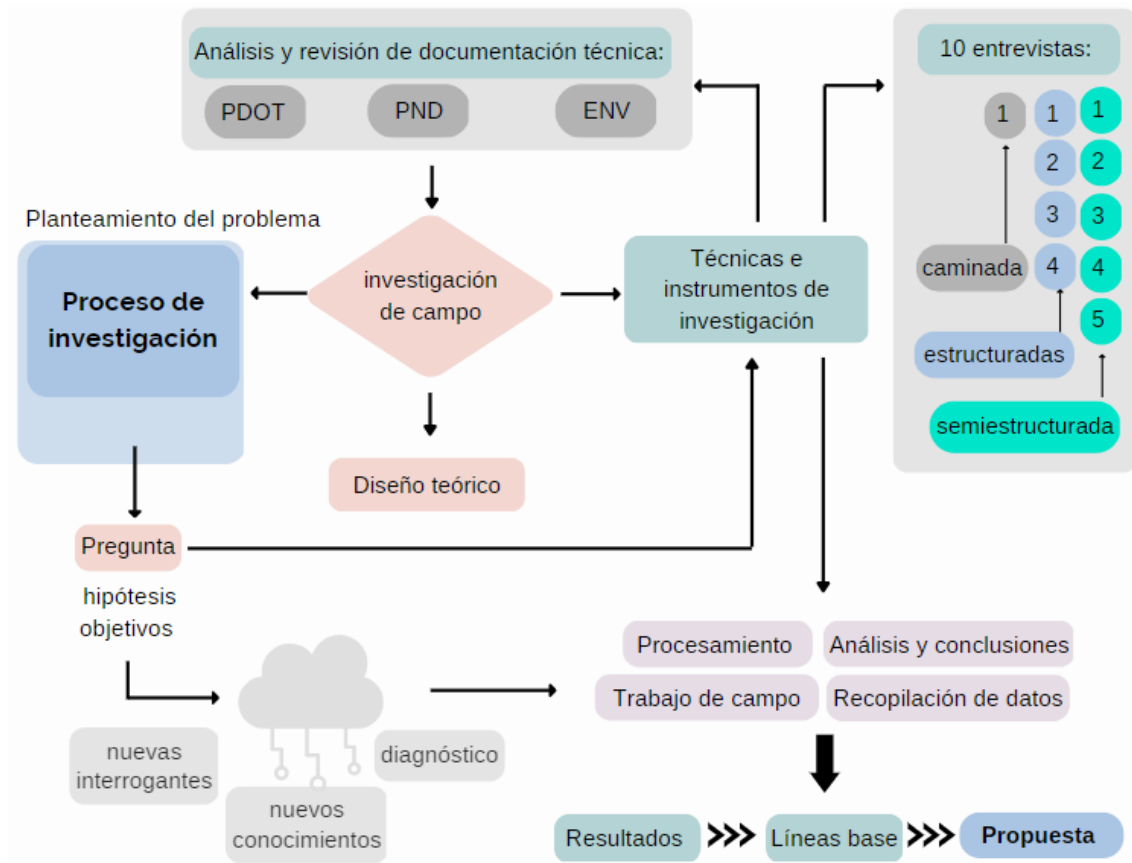 Análisis y revisión de documentación técnica:
PDOT
PND
ENV
10 entrevistas:
1
1
1
2
2
3
3
caminada
4
4
estructuradas
5
semiestructurada
Planteamiento del problema
Proceso de
investigación
investigación
de campo
Técnicas e
instrumentos de
investigación
Diseño teórico
Pregunta
hipótesis
objetivos
nuevas
interrogantes
nuevos
conocimientos
diagnóstico
Procesamiento
Análisis y conclusiones
Trabajo de campo
Recopilación de datos
Resultados
Líneas base
Propuesta